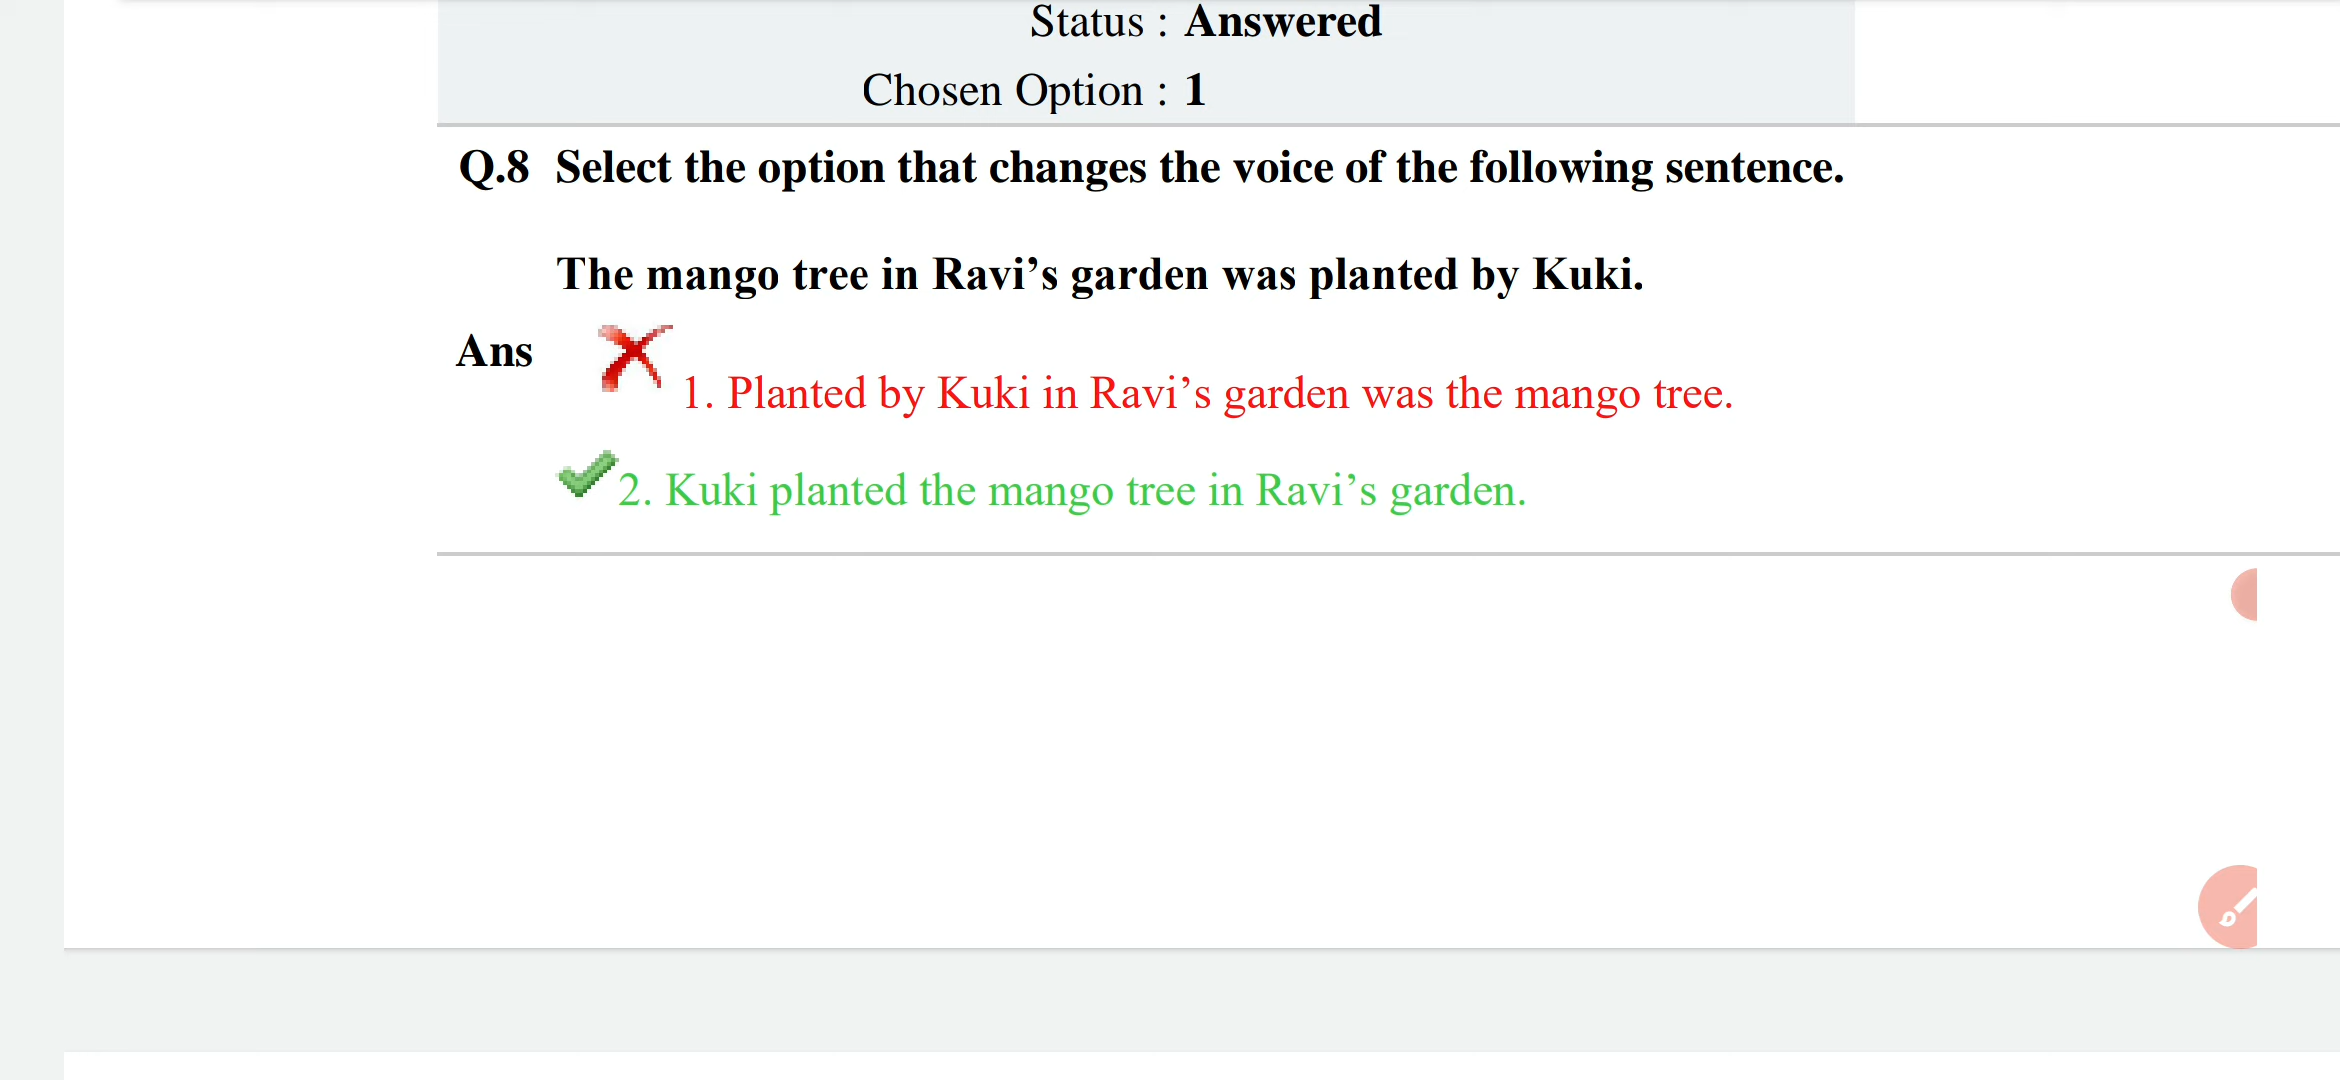 Status : Answered
Chosen Option : 1
Q.8 Select the option that changes the voice of the following sentence.
The mango tree in Ravi’s garden was planted by Kuki.
Ans
1. Planted by Kuki in Ravi’s garden was the mango tree.
2. Kuki planted the mango tree in Ravi’s garden.